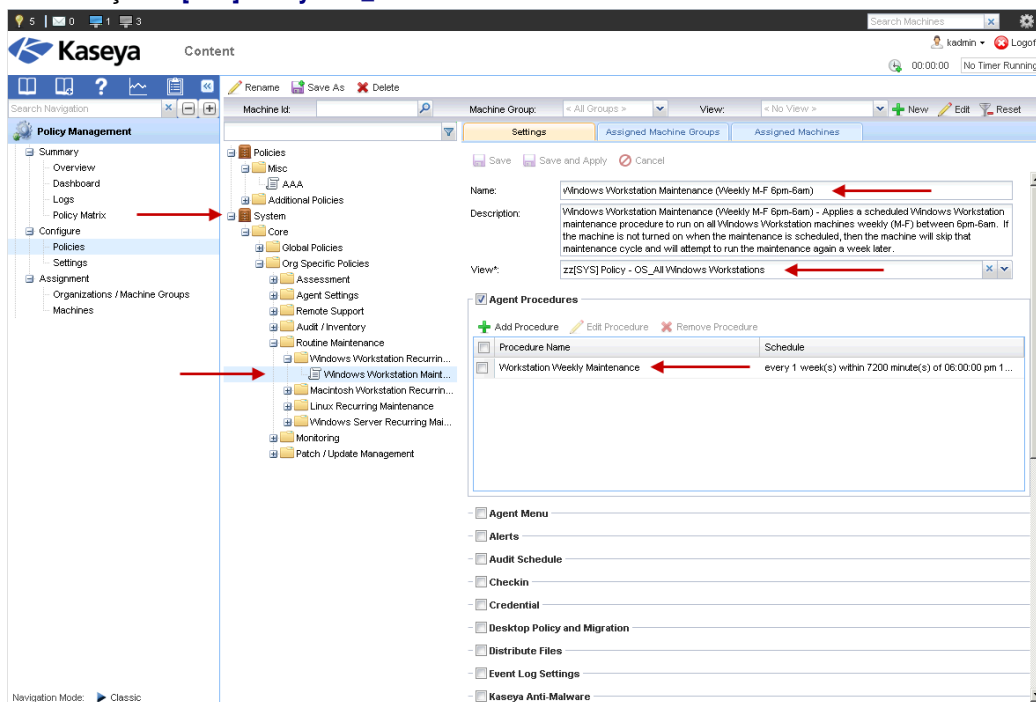 5 0 1 3 Search Machines
Kaseya Content kadmin Logof
00:00:00 No Timer Running
Search Navigation
Policy Management
Summary
Overview
Dashboard
Logs
Policy Matrix
Configure
Policies
Settings
Assignment
Organizations / Machine Groups
Machines
Navigation Mode: Classic
Rename Save As Delete
Machine Id: Machine Group: < All Groups > View: < No View > New Edit Reset
Policies
Misc
AAA
Additional Policies
System
Core
Global Policies
Org Specific Policies
Assessment
Agent Settings
Remote Support
Audit / Inventory
Routine Maintenance
Windows Workstation Recurrin...
Windows Workstation Maint...
Macintosh Workstation Recurrin...
Linux Recurring Maintenance
Windows Server Recurring Mai...
Monitoring
Patch / Update Management
Settings Assigned Machine Groups Assigned Machines
Save Save and Apply Cancel
Name: Windows Workstation Maintenance (Weekly M-F 6pm-6am)
Description: Windows Workstation Maintenance (Weekly M-F 6pm-6am) - Applies a scheduled Windows Workstation
maintenance procedure to run on all Windows Workstation machines weekly (M-F) between 6pm-6am. If
the machine is not turned on when the maintenance is scheduled, then the machine will skip that
maintenance cycle and will attempt to run the maintenance again a week later.
View*: zz[SYS] Policy - OS_All Windows Workstations
Agent Procedures
Add Procedure Edit Procedure Remove Procedure
Procedure Name Schedule
Workstation Weekly Maintenance every 1 week(s) within 7200 minute(s) of 06:00:00 pm 1...
Agent Menu
Alerts
Audit Schedule
Checkin
Credential
Desktop Policy and Migration
Distribute Files
Event Log Settings
Kaseya Anti-Malware